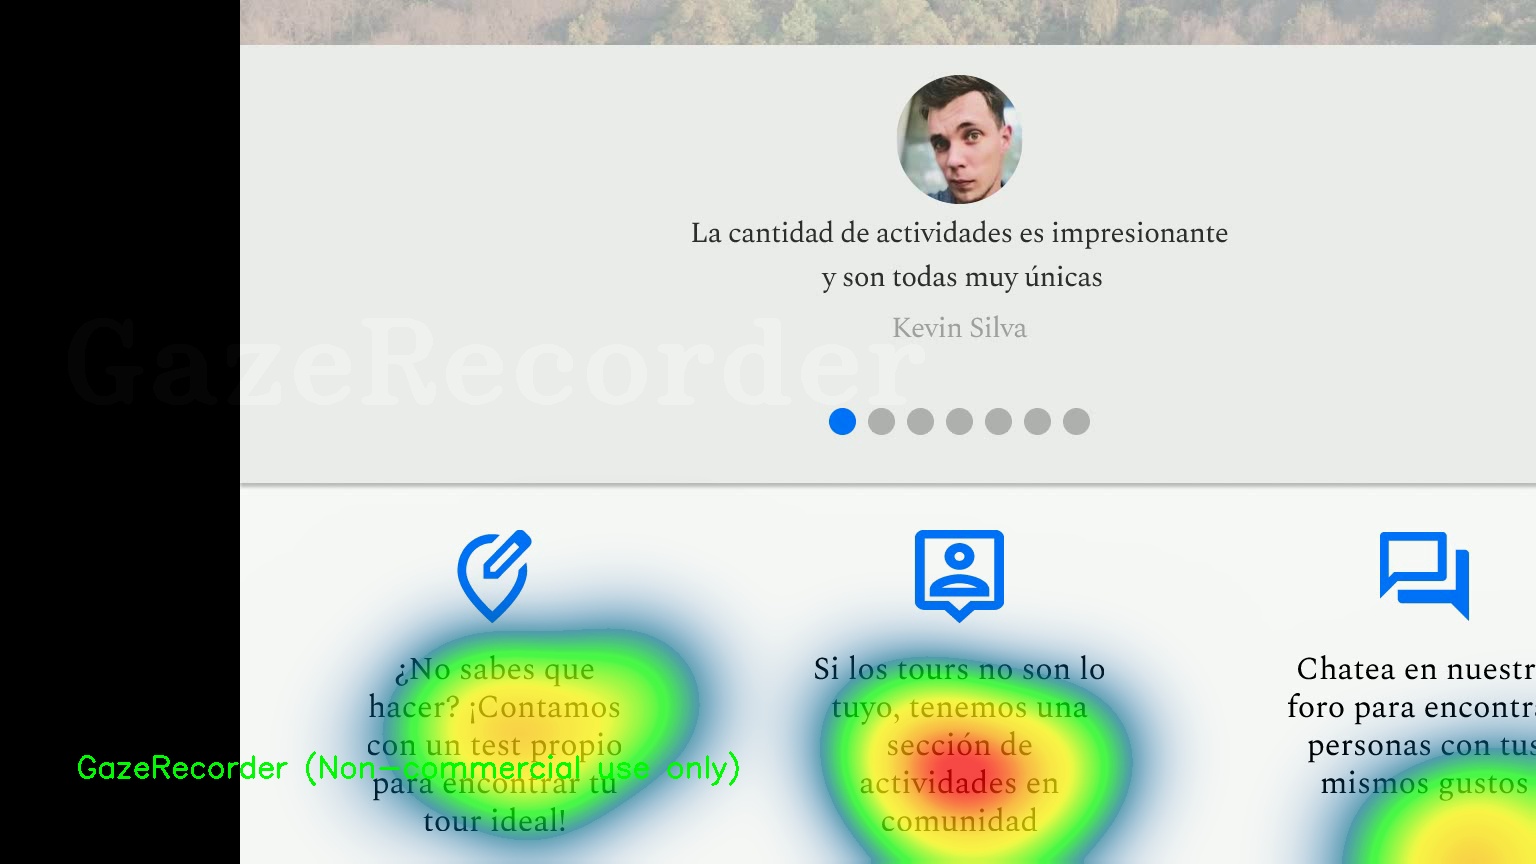 La cantidad de actividades es impresionante
y son todas muy únicas
Kevin Silva
GazeRecorder
¿No sabes que
hacer? ¡Contamos
con un test propio
para encontrar tu
tour ideal!
Si los tours no son lo
tuyo, tenemos una
sección de
actividades en
comunidad
Chatea en nuestr
foro para encontra
personas con tus
mismos gustos
GazeRecorder (Non-commercial use only)